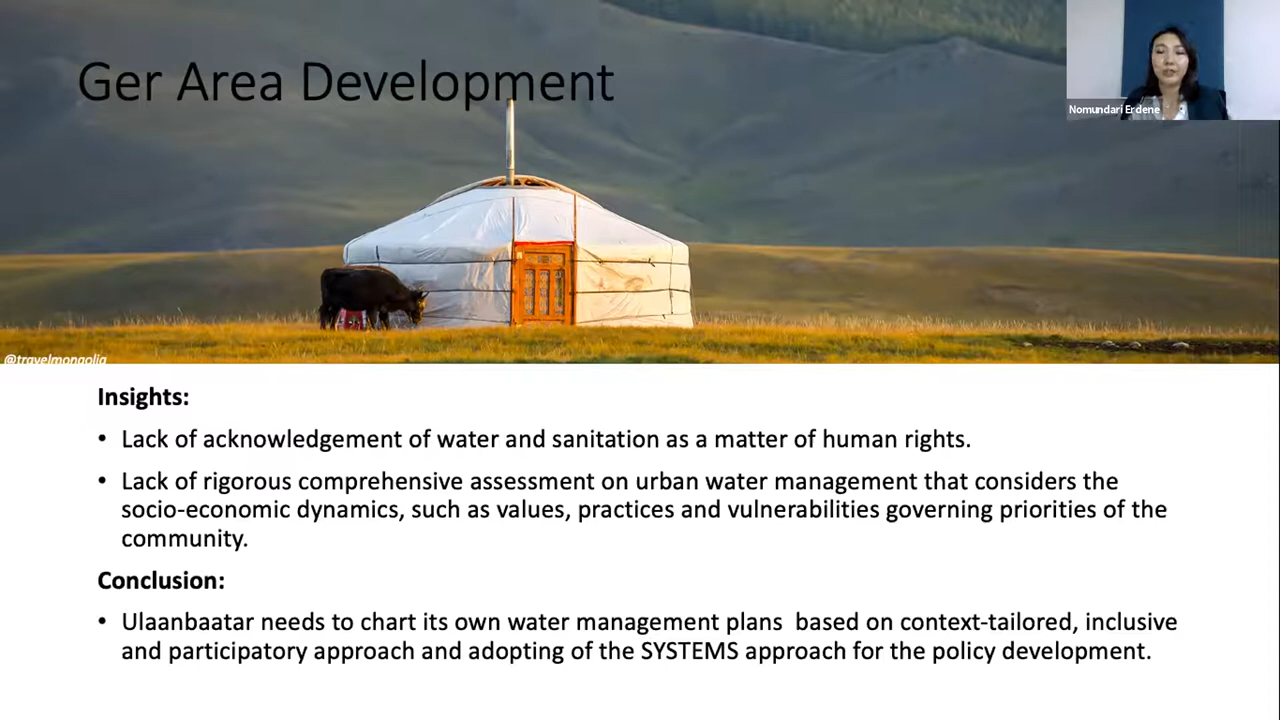 Ger Area Development
Nomundari Erdene
@travelmongolia
Insights:
• Lack of acknowledgement of water and sanitation as a matter of human rights.
• Lack of rigorous comprehensive assessment on urban water management that considers the
socio-economic dynamics, such as values, practices and vulnerabilities governing priorities of the
community.
Conclusion:
• Ulaanbaatar needs to chart its own water management plans  based on context-tailored, inclusive
and participatory approach and adopting of the SYSTEMS approach for the policy development.